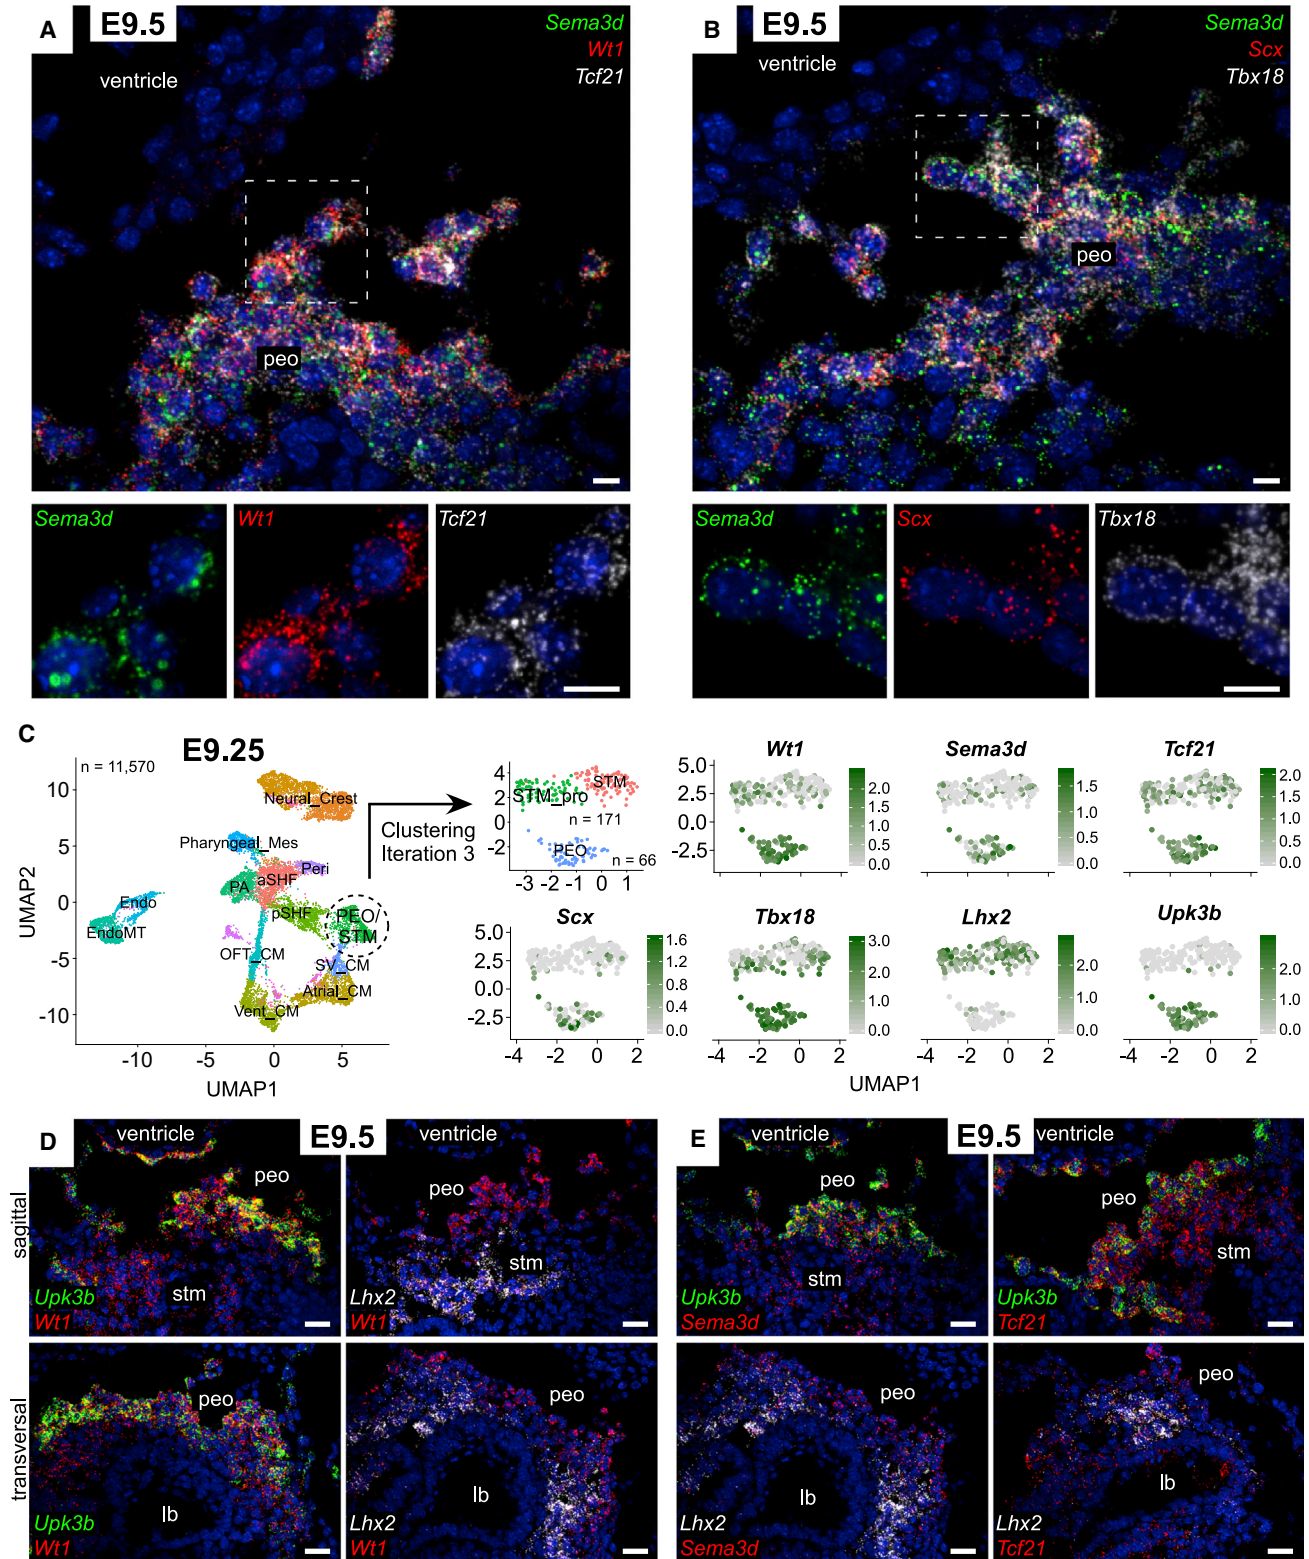 A
E9.5
Sema3d
Wt1
Tcf21
ventricle
peo
Sema3d
Wt1
Tcf21
B
E9.5
Sema3d
Scx
Tbx18
ventricle
peo
Sema3d
Scx
Tbx18
C
E9.25
n = 11,570
10
5
0
-5
-10
-10
-5
0
5
UMAP1
UMAP2
Neural_Crest
Pharyngeal_Mes
Peri
PA
aSHF
Endo
EndoMT
pSHF
PEO/
STM
OFT_CM
SV_CM
Atrial_CM
Vent_CM
Clustering
Iteration 3
4
2
0
-2
STM
STM_pro
n = 171
PEO
n = 66
-3
-2
-1
0
1
Wt1
5.0
2.5
0.0
-2.5
2.0
1.5
1.0
0.5
0.0
Sema3d
1.5
1.0
0.5
0.0
Tcf21
2.0
1.5
1.0
0.5
0.0
Scx
5.0
2.5
0.0
-2.5
-4
-2
0
2
1.6
1.2
0.8
0.4
0.0
Tbx18
-4
-2
0
2
3.0
2.0
1.0
0.0
Lhx2
-4
-2
0
2
2.0
1.0
0.0
Upk3b
-4
-2
0
2
2.0
1.0
0.0
UMAP1
D
E9.5
sagittal
ventricle
peo
stm
Upk3b
Wt1
ventricle
peo
stm
Lhx2
Wt1
transversal
peo
lb
Upk3b
Wt1
peo
lb
Lhx2
Wt1
E
E9.5
ventricle
peo
stm
Upk3b
Sema3d
ventricle
peo
stm
Upk3b
Tcf21
peo
lb
Lhx2
Sema3d
peo
lb
Lhx2
Tcf21